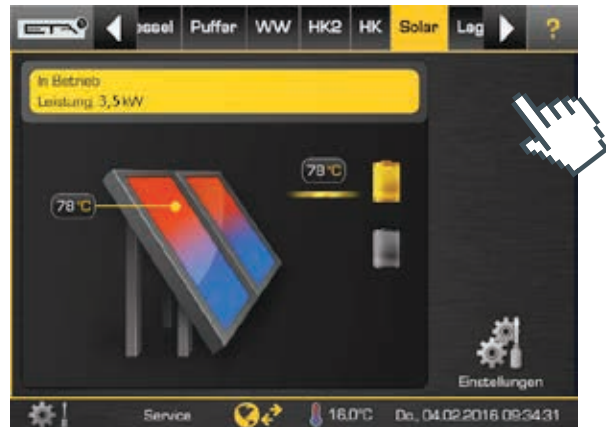 ETA
Puffer WW HK2 HK Solar Lag ?
In Betrieb
Leistung 3,5 kW
78°C
78°C
Einstellungen
Service 16.0°C Do., 04.02.2016 09:34:31